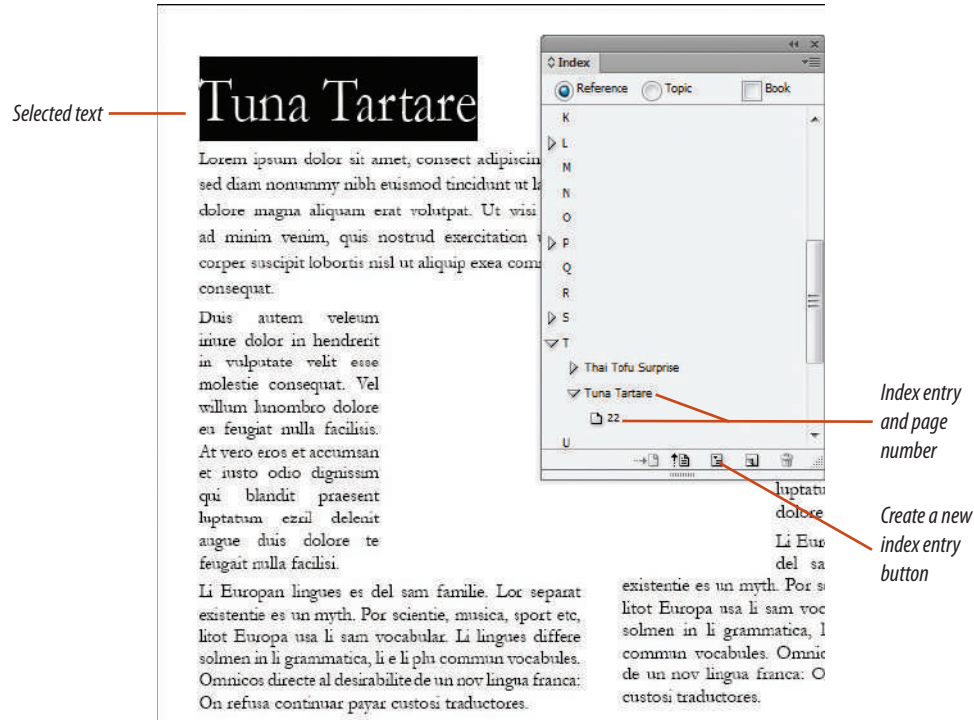 Selected text
Tuna Tartare
Lorem ipsum dolor sit amet, consect adipiscin
sed diam nonummy nibh euismod tincidunt ut la
dolore magna aliquam erat volutpat. Ut wisi
ad minim venim, quis nostrud exercitation
corper suscipit lobortis nisl ut aliquip exea com
consequat.
Duis autem veleum
iriure dolor in hendrerit
in vulputate velit esse
molestie consequat. Vel
willum lunombro dolore
eu feugiat nulla facilisis.
At vero eros et accumsan
et iusto odio dignissim
qui blandit praesent
luptatum ezril delenit
augue duis dolore te
feugait nulla facilisi.
Li Europan lingues es del sam familie. Lor separat
existentie es un myth. Por scientie, musica, sport etc,
litot Europa usa li sam vocabular. Li lingues differe
solmen in li grammatica, li e li plu commun vocabules.
Omnicos directe al desirabilite de un nov lingua franca:
On refusa continuar payar custosi traductores.
Index
Reference
Topic
Book
K
L
M
N
O
P
Q
R
S
T
Thai Tofu Surprise
Tuna Tartare
22
U
luptatu
dolore
Li Eur
del sa
existentie es un myth. Por s
litot Europa usa li sam voc
solmen in li grammatica, l
commun vocabules. Omnic
de un nov lingua franca: O
custosi traductores.
Index entry
and page
number
Create a new
index entry
button